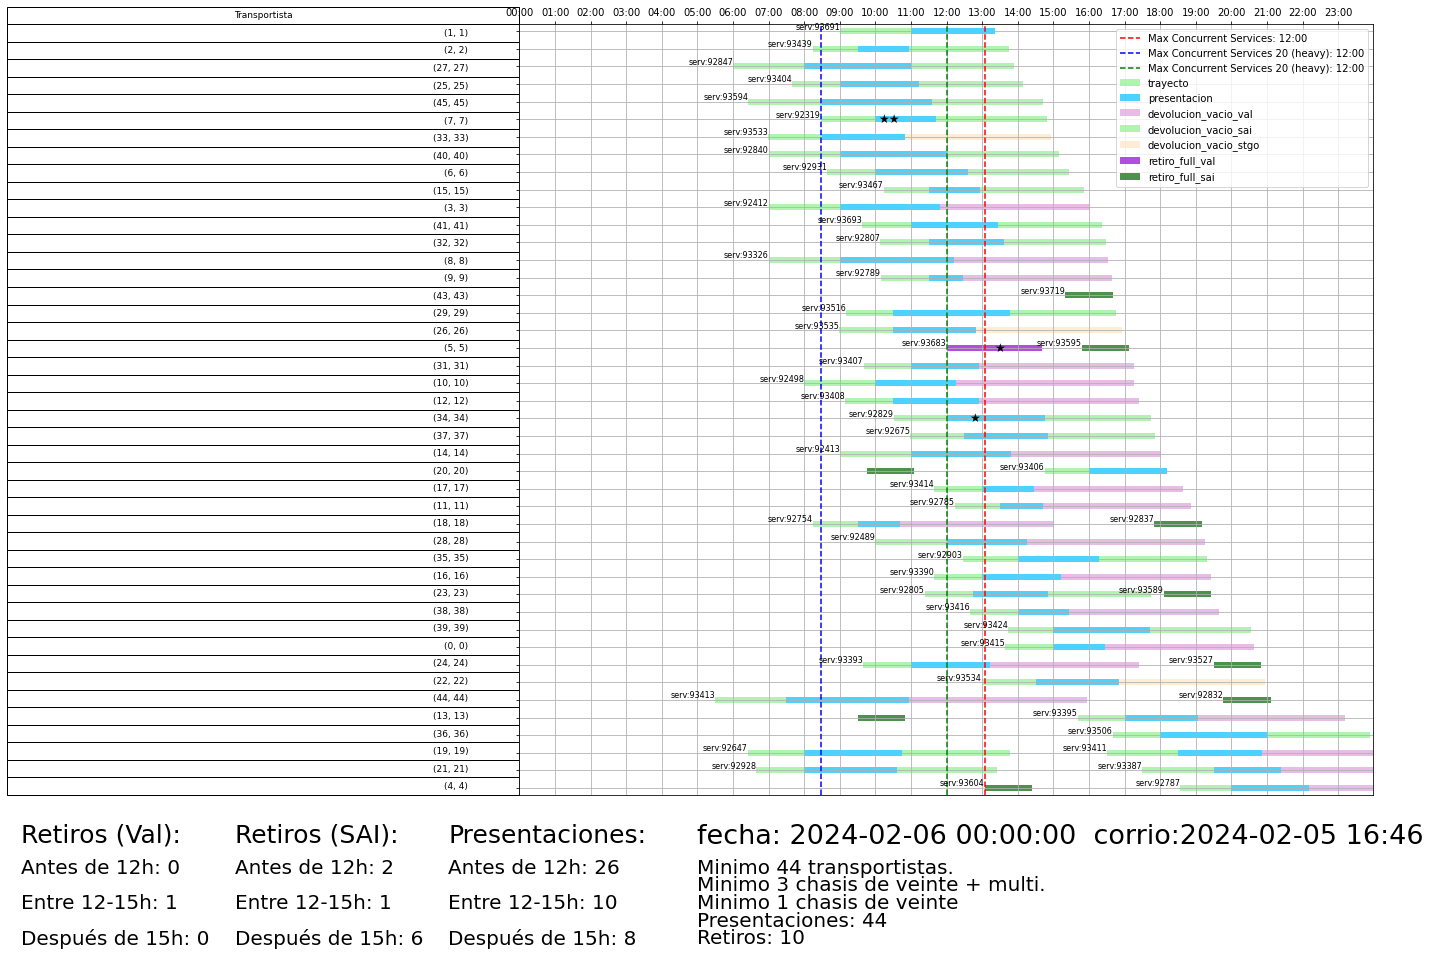 Transportista
00:00 01:00 02:00 03:00 04:00 05:00 06:00 07:00 08:00 09:00 10:00 11:00 12:00 13:00 14:00 15:00 16:00 17:00 18:00 19:00 20:00 21:00 22:00 23:00
Max Concurrent Services: 12:00
Max Concurrent Services 20 (heavy): 12:00
Max Concurrent Services 20 (heavy): 12:00
trayecto
presentacion
devolucion_vacio_val
devolucion_vacio_sai
devolucion_vacio_stgo
retiro_full_val
retiro_full_sai
(1, 1) serv:93691
(2, 2) serv:93439
(27, 27) serv:92847
(25, 25) serv:93404
(45, 45) serv:93594
(7, 7) serv:92319
(33, 33) serv:93533
(40, 40) serv:92840
(6, 6) serv:92931
(15, 15) serv:93467
(3, 3) serv:92412
(41, 41) serv:93693
(32, 32) serv:92807
(8, 8) serv:93326
(9, 9) serv:92789
(43, 43) serv:93719
(29, 29) serv:93516
(26, 26) serv:93535
(5, 5) serv:93683 serv:93595
(31, 31) serv:93407
(10, 10) serv:92498
(12, 12) serv:93408
(34, 34) serv:92829
(37, 37) serv:92675
(14, 14) serv:92413
(20, 20) serv:93406
(17, 17) serv:93414
(11, 11) serv:92785
(18, 18) serv:92754 serv:92837
(28, 28) serv:92489
(35, 35) serv:92903
(16, 16) serv:93390
(23, 23) serv:92805 serv:93589
(38, 38) serv:93416
(39, 39) serv:93424
(0, 0) serv:93415
(24, 24) serv:93393 serv:93527
(22, 22) serv:93534
(44, 44) serv:93413 serv:92832
(13, 13) serv:93395
(36, 36) serv:93506
(19, 19) serv:92647 serv:93411
(21, 21) serv:92928 serv:93387
(4, 4) serv:93604 serv:92787
Retiros (Val):
Antes de 12h: 0
Entre 12-15h: 1
Después de 15h: 0
Retiros (SAI):
Antes de 12h: 2
Entre 12-15h: 1
Después de 15h: 6
Presentaciones:
Antes de 12h: 26
Entre 12-15h: 10
Después de 15h: 8
fecha: 2024-02-06 00:00:00 corrio:2024-02-05 16:46
Minimo 44 transportistas.
Minimo 3 chasis de veinte + multi.
Minimo 1 chasis de veinte
Presentaciones: 44
Retiros: 10